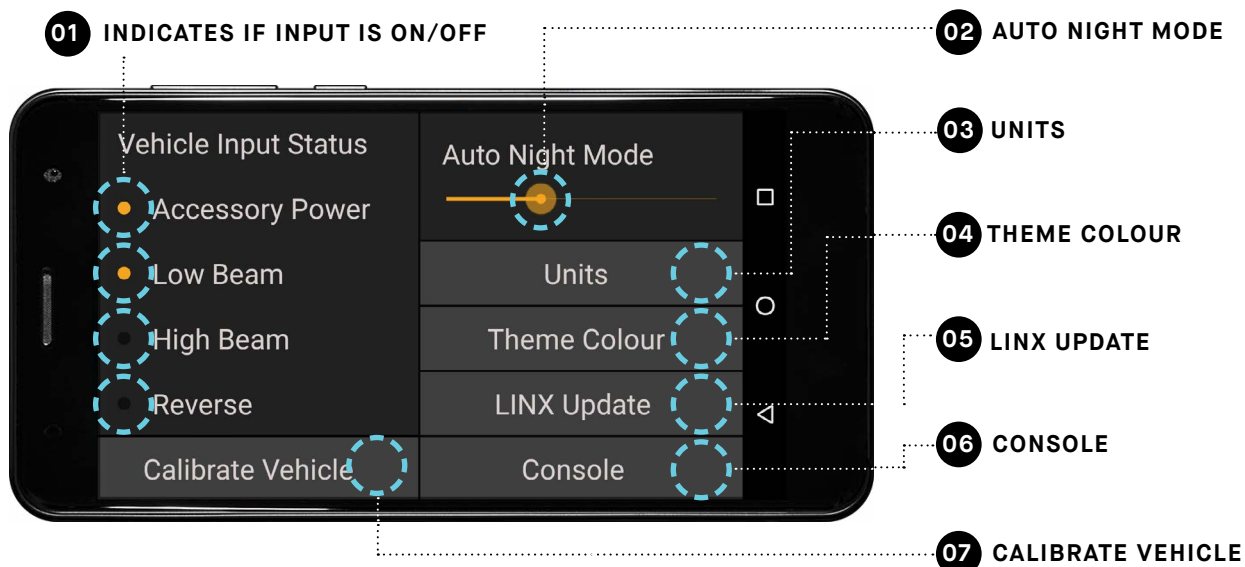 01 INDICATES IF INPUT IS ON/OFF
02 AUTO NIGHT MODE
03 UNITS
04 THEME COLOUR
05 LINX UPDATE
06 CONSOLE
07 CALIBRATE VEHICLE
Vehicle Input Status
Accessory Power
Low Beam
High Beam
Reverse
Calibrate Vehicle
Auto Night Mode
Units
Theme Colour
LINX Update
Console